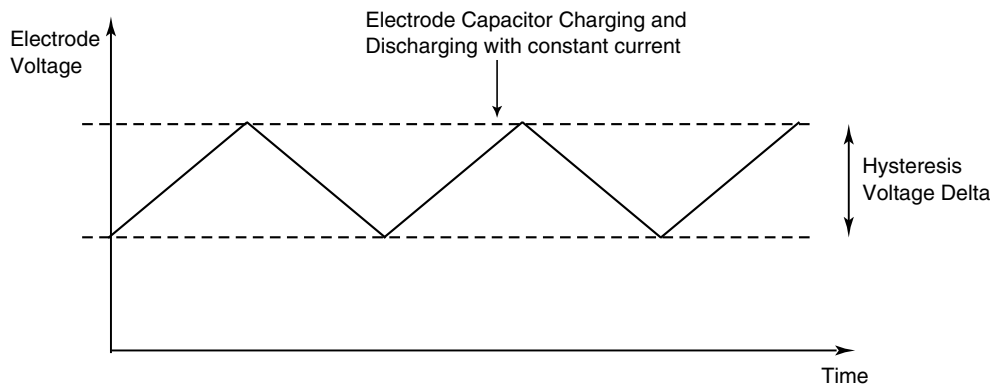 Electrode Capacitor Charging and
Discharging with constant current
Electrode
Voltage
Hysteresis
Voltage Delta
Time